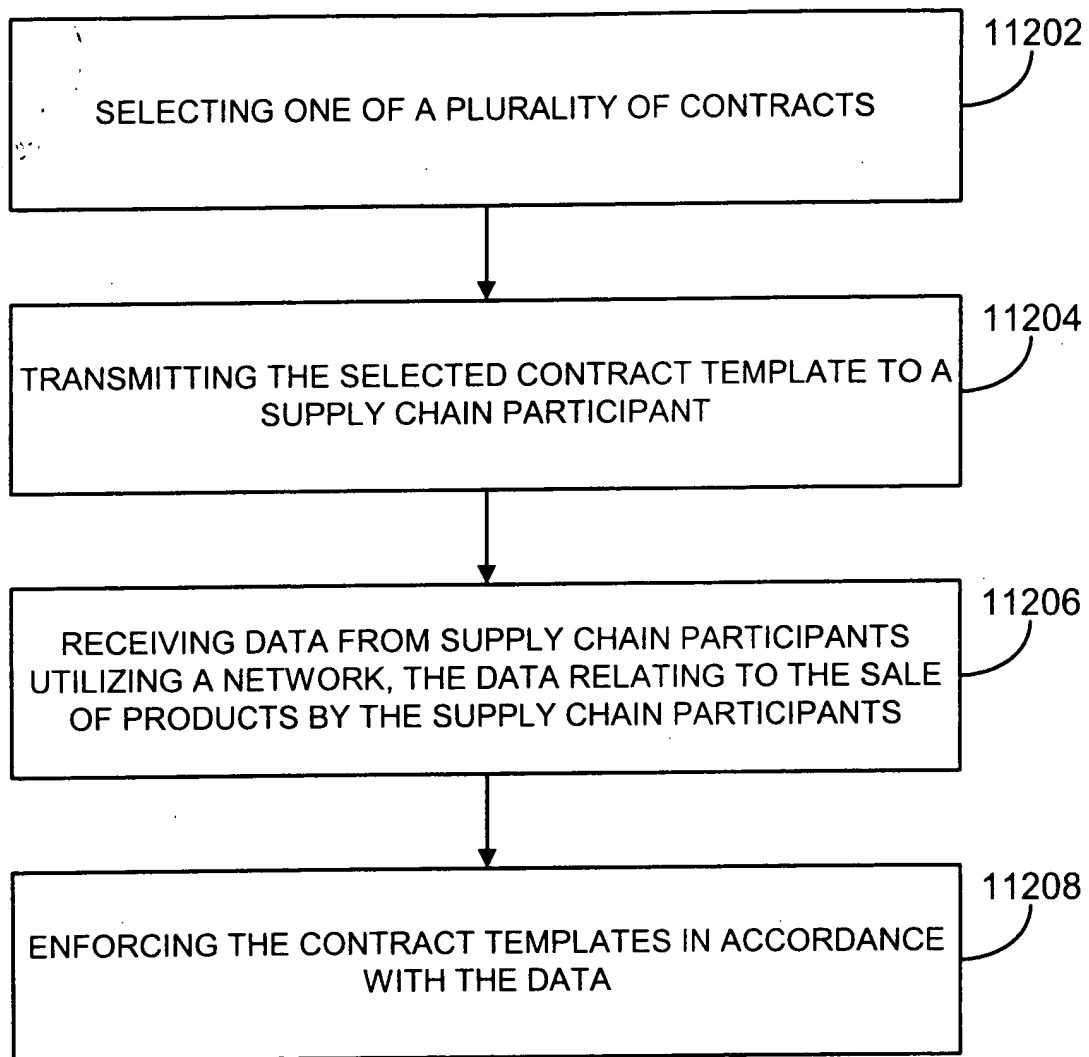 11202
SELECTING ONE OF A PLURALITY OF CONTRACTS
11204
TRANSMITTING THE SELECTED CONTRACT TEMPLATE TO A
SUPPLY CHAIN PARTICIPANT
11206
RECEIVING DATA FROM SUPPLY CHAIN PARTICIPANTS
UTILIZING A NETWORK, THE DATA RELATING TO THE SALE
OF PRODUCTS BY THE SUPPLY CHAIN PARTICIPANTS
11208
ENFORCING THE CONTRACT TEMPLATES IN ACCORDANCE
WITH THE DATA